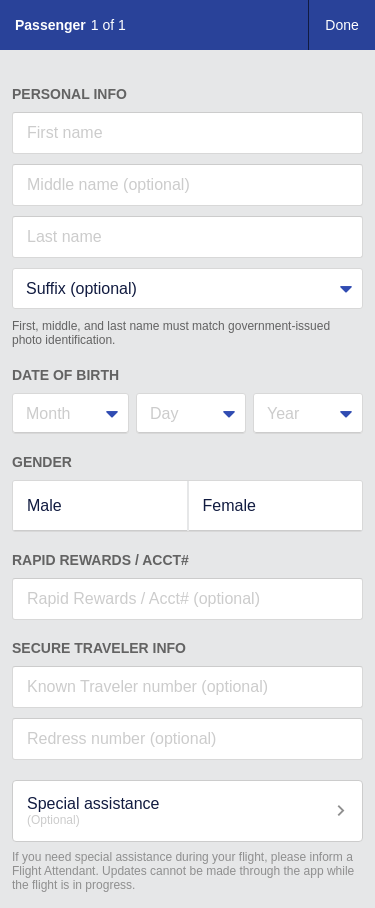 Passenger 1 of 1
Done
PERSONAL INFO
First name
Middle name (optional)
Last name
Suffix (optional)
First, middle, and last name must match government-issued
photo identification.
DATE OF BIRTH
Month
Day
Year
GENDER
Male
Female
RAPID REWARDS / ACCT#
Rapid Rewards / Acct# (optional)
SECURE TRAVELER INFO
Known Traveler number (optional)
Redress number (optional)
Special assistance
(Optional)
If you need special assistance during your flight, please inform a
Flight Attendant. Updates cannot be made through the app while
the flight is in progress.